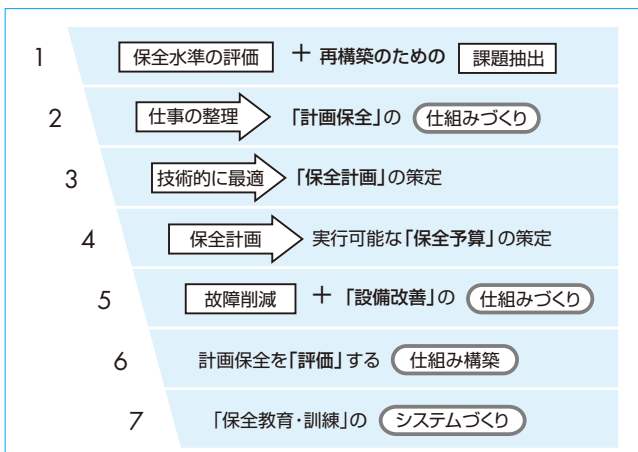 1 保全水準の評価 + 再構築のための 課題抽出
2 仕事の整理 「計画保全」の 仕組みづくり
3 技術的に最適 「保全計画」の策定
4 保全計画 実行可能な「保全予算」の策定
5 故障削減 + 「設備改善」の 仕組みづくり
6 計画保全を「評価」する 仕組み構築
7 「保全教育・訓練」の システムづくり